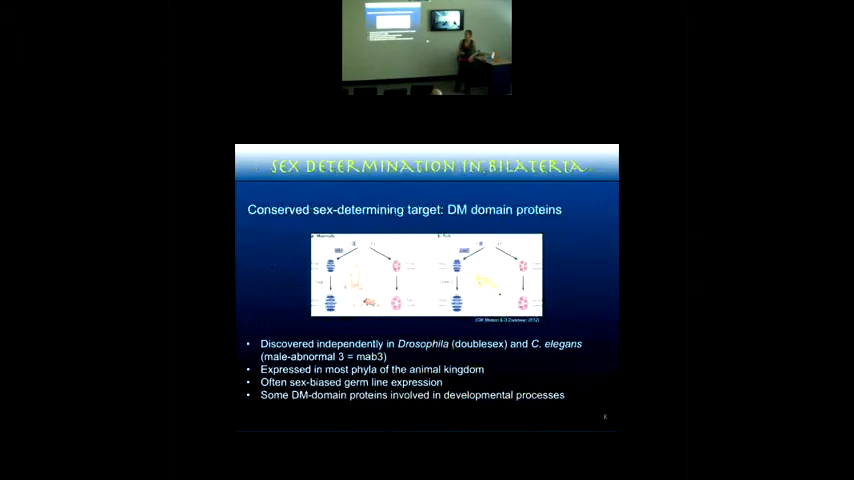 SEX DETERMINATION IN BILATERIA
Conserved sex-determining target: DM domain proteins
• Discovered independently in Drosophila (doublesex) and C. elegans
(male-abnormal 3 = mab3)
• Expressed in most phyla of the animal kingdom
• Often sex-biased germ line expression
• Some DM-domain proteins involved in developmental processes
8